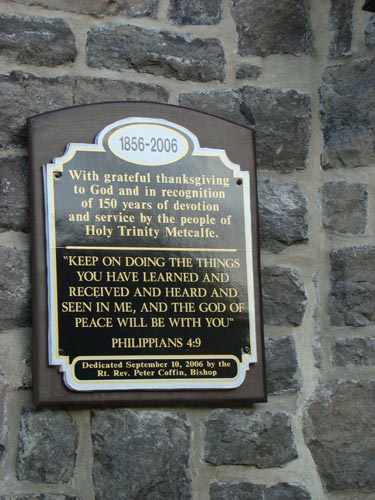 1856-2006
With grateful thanksgiving
to God and in recognition
of 150 years of devotion
and service by the people of
Holy Trinity Metcalfe.
"KEEP ON DOING THE THINGS
YOU HAVE LEARNED AND
RECEIVED AND HEARD AND
SEEN IN ME, AND THE GOD OF
PEACE WILL BE WITH YOU"
PHILIPPIANS 4:9
Dedicated September 10, 2006 by the
Rt. Rev. Peter Coffin, Bishop